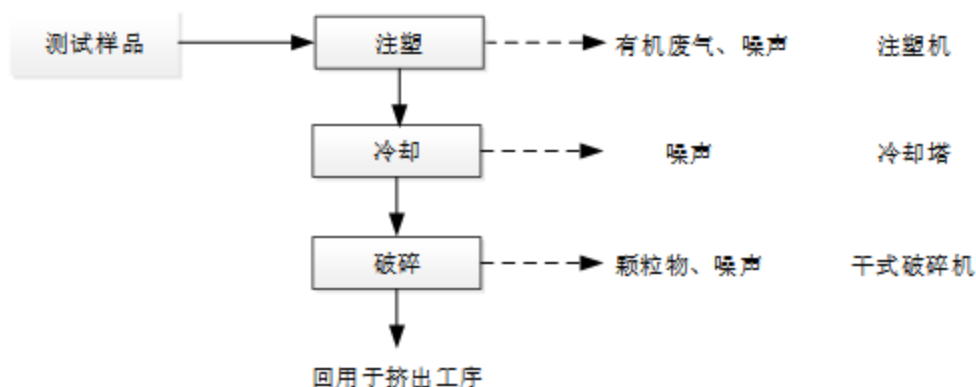 测试样品 注塑 有机废气、噪声 注塑机
冷却 噪声 冷却塔
破碎 颗粒物、噪声 干式破碎机
回用于挤出工序